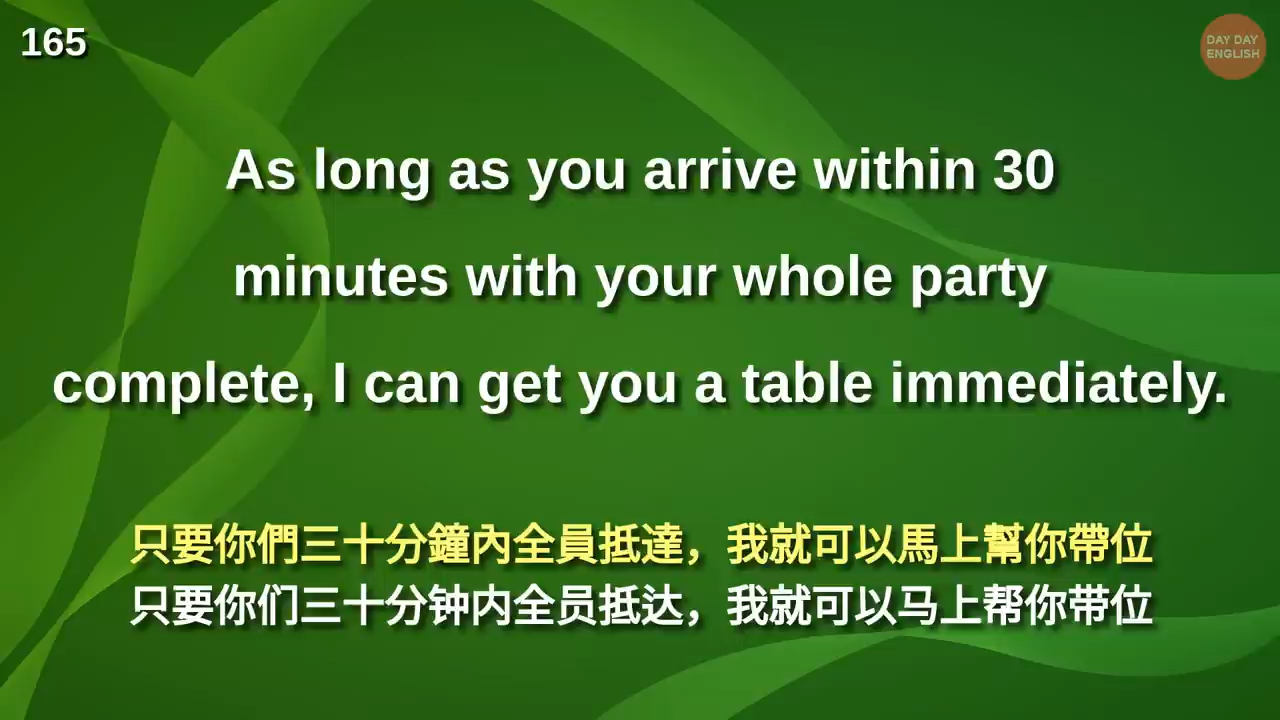 165
DAY DAY
ENGLISH
As long as you arrive within 30
minutes with your whole party
complete, I can get you a table immediately.
只要你們三十分鐘內全員抵達，我就可以馬上幫你帶位
只要你们三十分钟内全员抵达，我就可以马上帮你带位